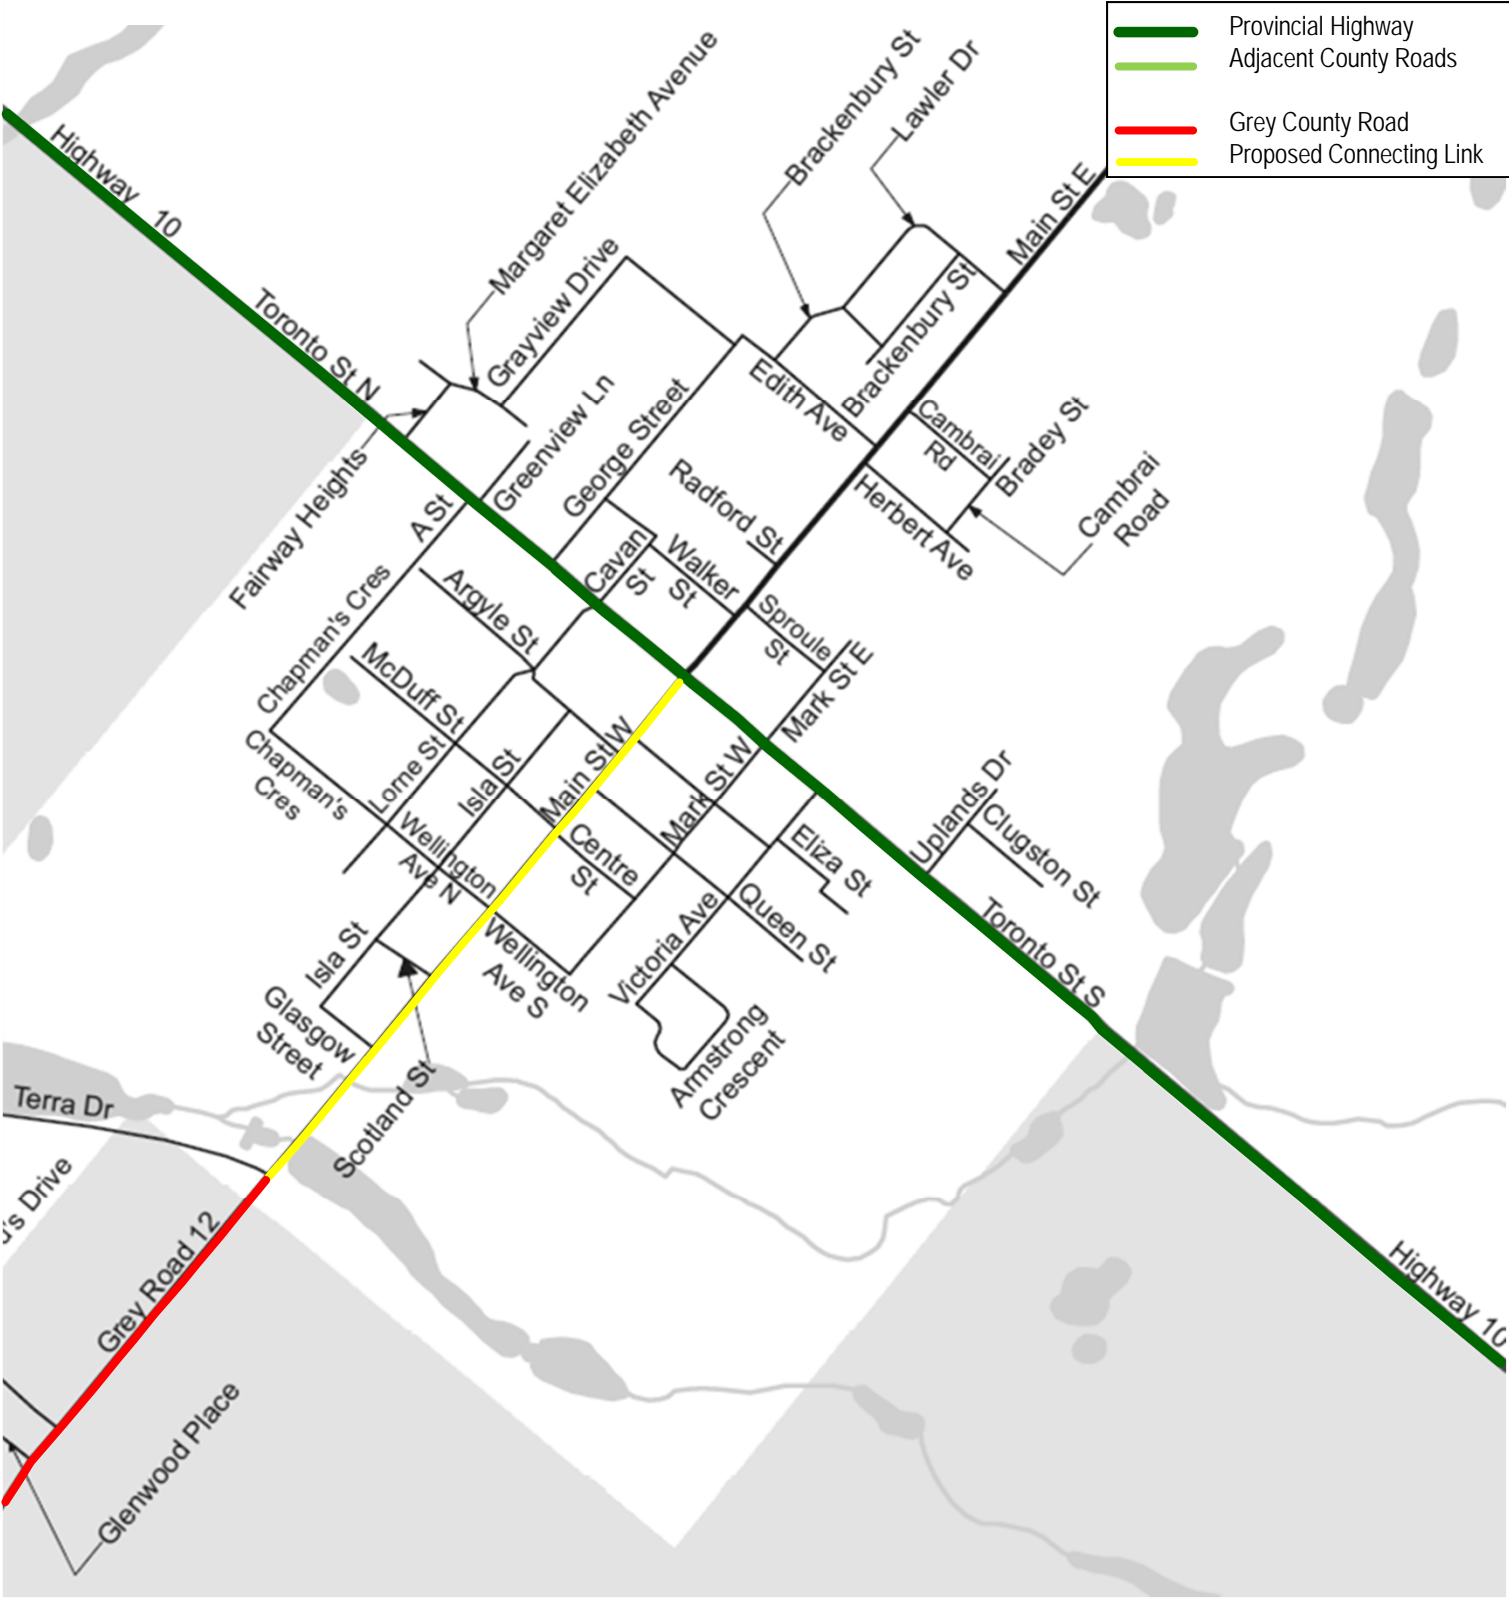 Provincial Highway
Adjacent County Roads
Grey County Road
Proposed Connecting Link
Highway 10
Toronto St N
Margaret Elizabeth Avenue
Brackenbury St
Lawler Dr
Main St E
Grayview Drive
Greenview Ln
George Street
Edith Ave
Brackenbury St
Cambrai
Rd
Bradey St
Cambrai
Road
Herbert Ave
Radford St
Fairway Heights
A St
Cavan
St
Walker
St
Sproule
St
Mark St E
Chapman's Cres
Argyle St
McDuff St
Chapman's
Cres
Lorne St
Isla St
Main St W
Mark St W
Centre
St
Wellington
Ave N
Eliza St
Uplands Dr
Clugston St
Queen St
Victoria Ave
Toronto St S
Isla St
Wellington
Ave S
Glasgow
Street
Armstrong
Crescent
Scotland St
Terra Dr
's Drive
Grey Road 12
Glenwood Place
Highway 10